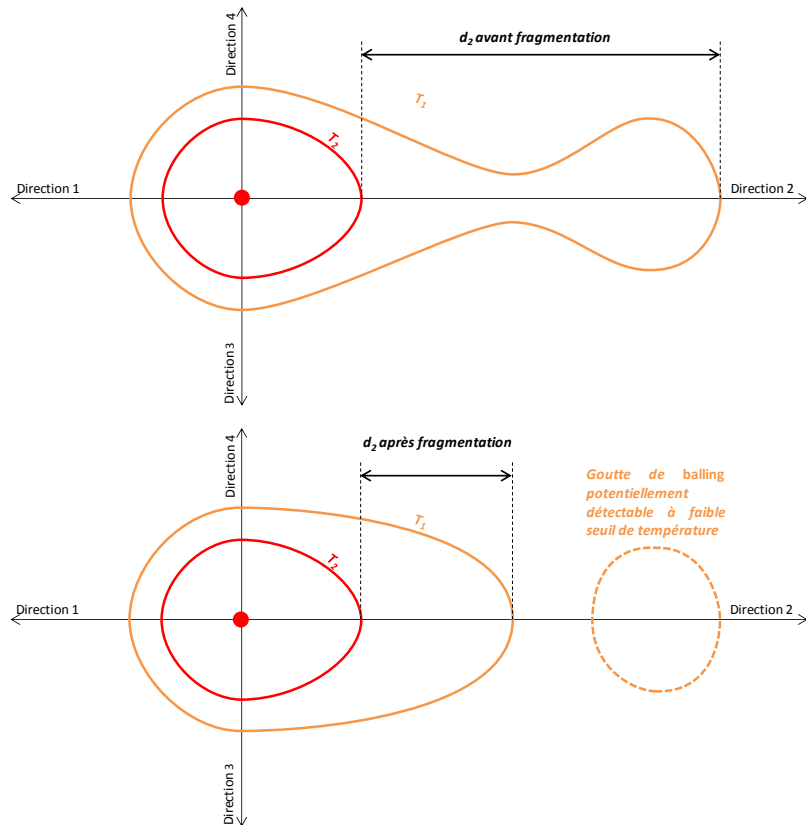 Direction 4
d2 avant fragmentation
T1
T2
Direction 1
Direction 2
Direction 3
Direction 4
d2 après fragmentation
Goutte de balling
potentiellement
détectable à faible
seuil de température
T1
T2
Direction 1
Direction 2
Direction 3